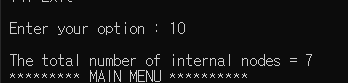 Enter your option : 10
The total number of internal nodes = 7
********* MAIN MENU **********